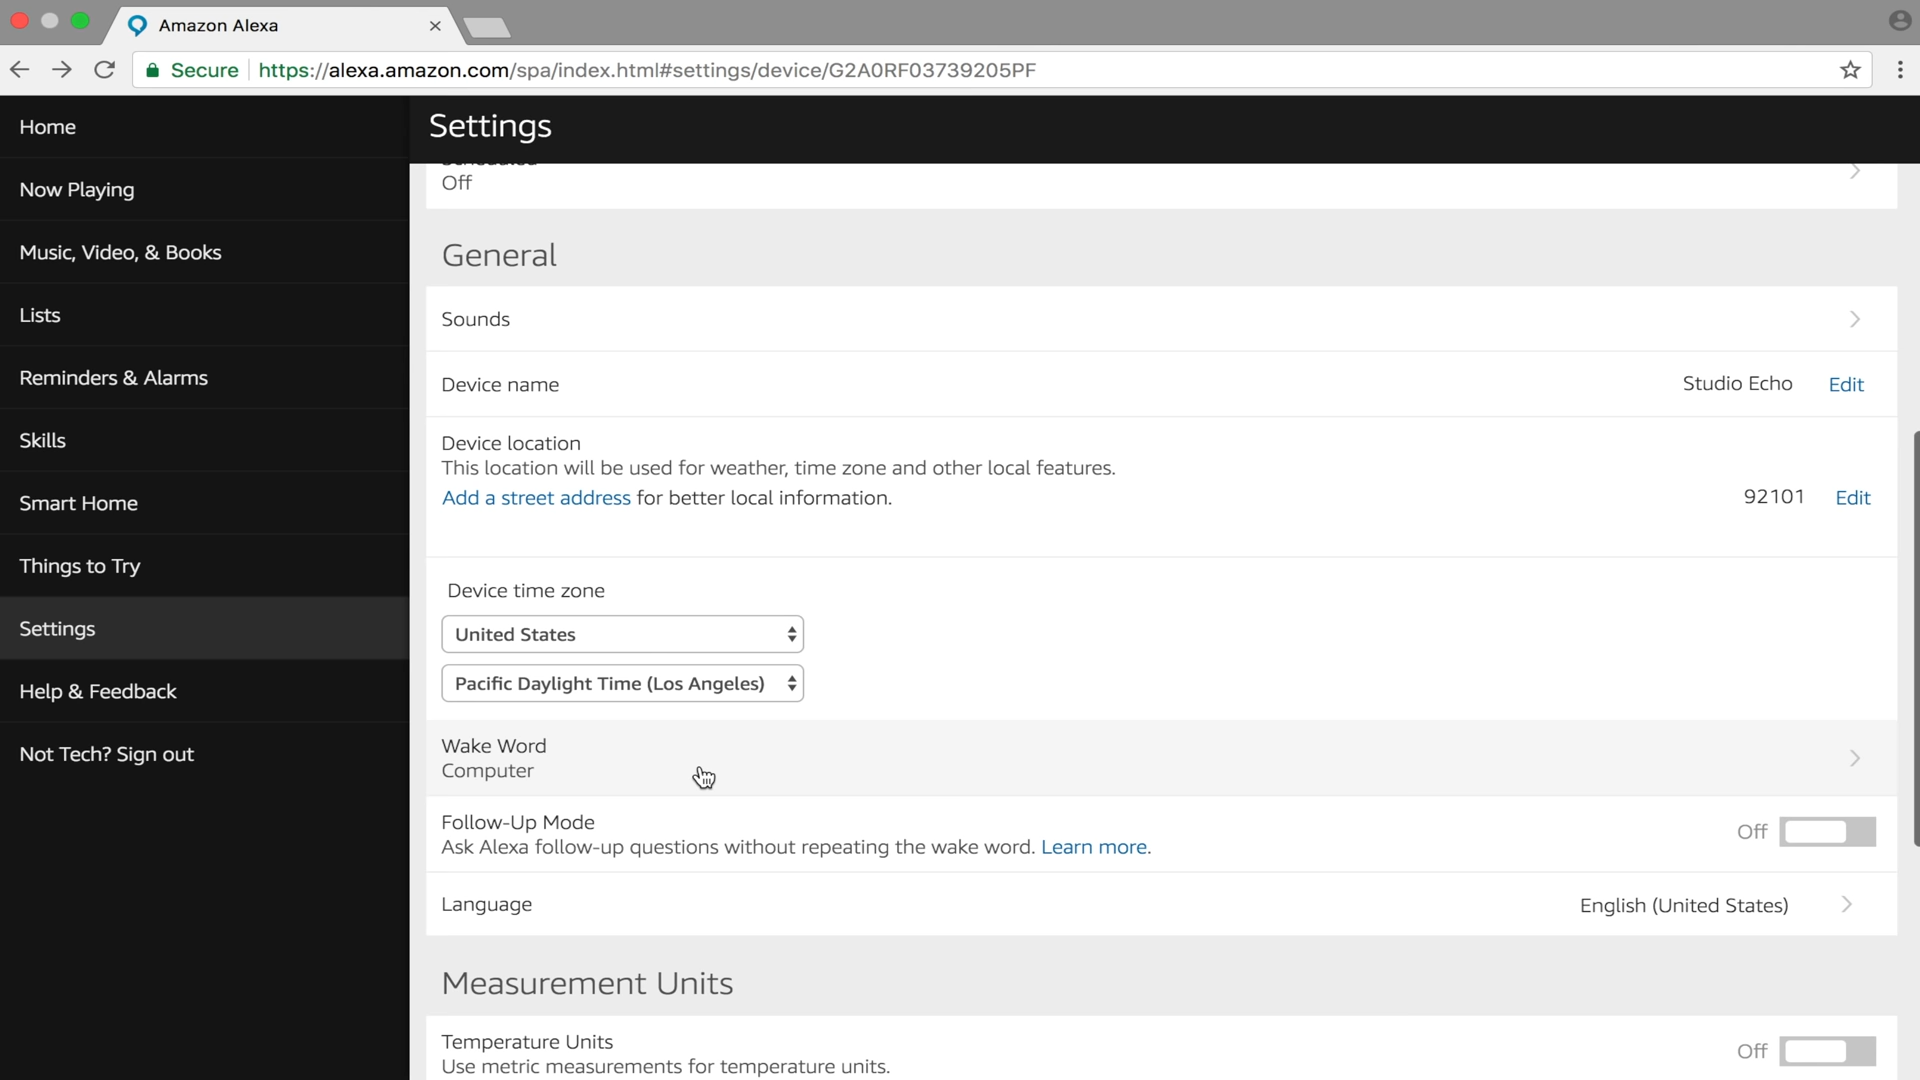 Amazon Alexa
Secure https://alexa.amazon.com/spa/index.html#settings/device/G2A0RF03739205PF
Home
Now Playing
Music, Video, & Books
Lists
Reminders & Alarms
Skills
Smart Home
Things to Try
Settings
Help & Feedback
Not Tech? Sign out
Settings
Off
General
Sounds
Device name Studio Echo Edit
Device location
This location will be used for weather, time zone and other local features.
Add a street address for better local information. 92101 Edit
Device time zone
United States
Pacific Daylight Time (Los Angeles)
Wake Word
Computer
Follow-Up Mode
Ask Alexa follow-up questions without repeating the wake word. Learn more.
Off
Language English (United States)
Measurement Units
Temperature Units
Use metric measurements for temperature units.
Off